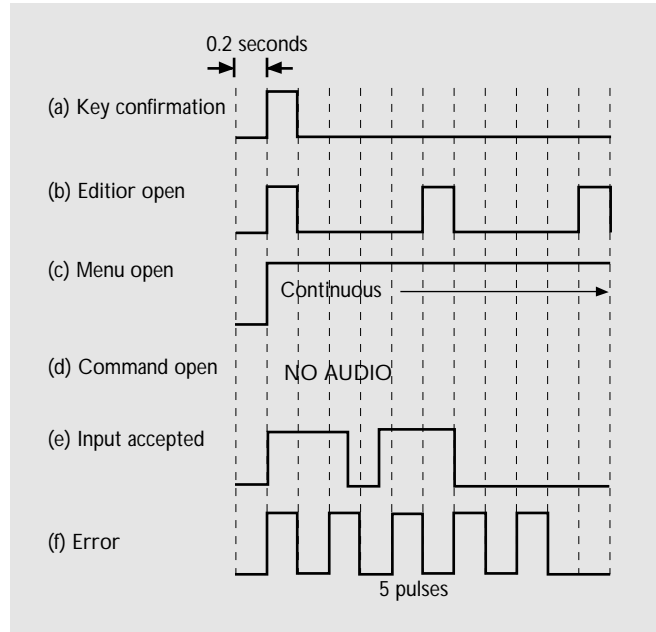 0.2 seconds
(a) Key confirmation
(b) Editior open
(c) Menu open
Continuous
(d) Command open
NO AUDIO
(e) Input accepted
(f) Error
5 pulses